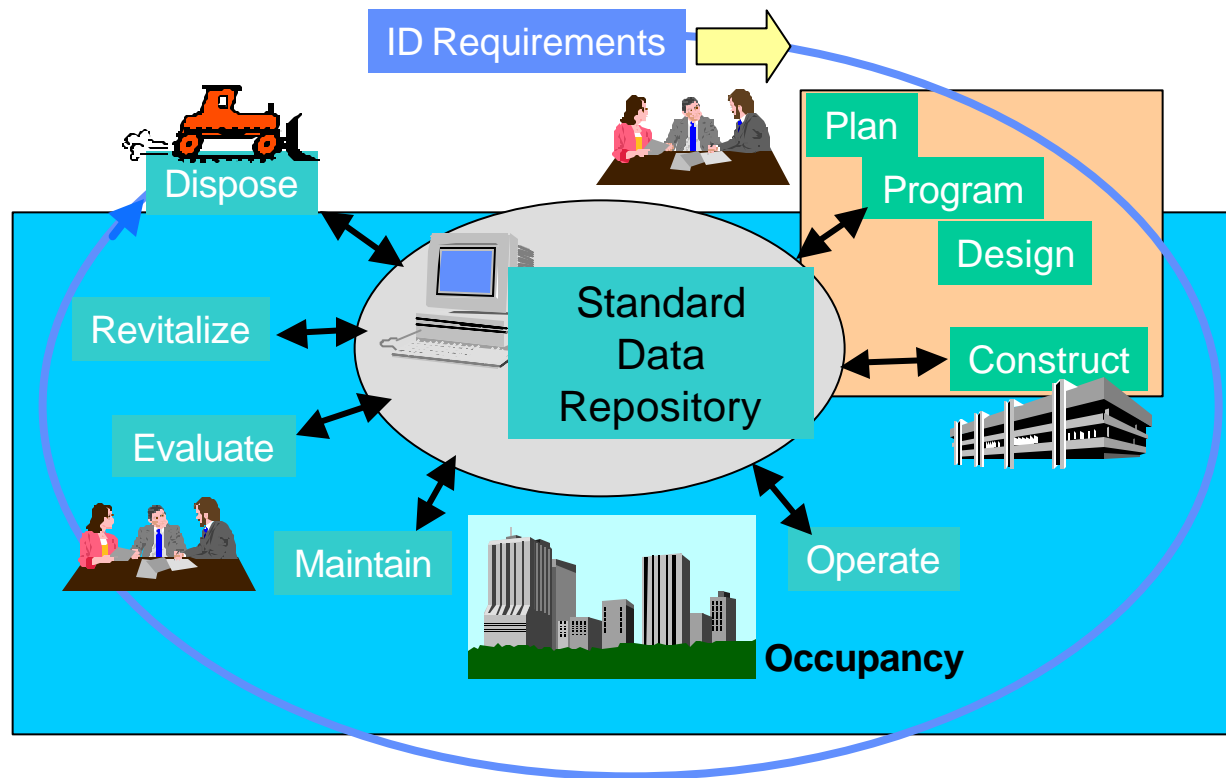 ID Requirements
Plan
Program
Design
Construct
Dispose
Revitalize
Evaluate
Maintain
Standard
Data
Repository
Operate
Occupancy